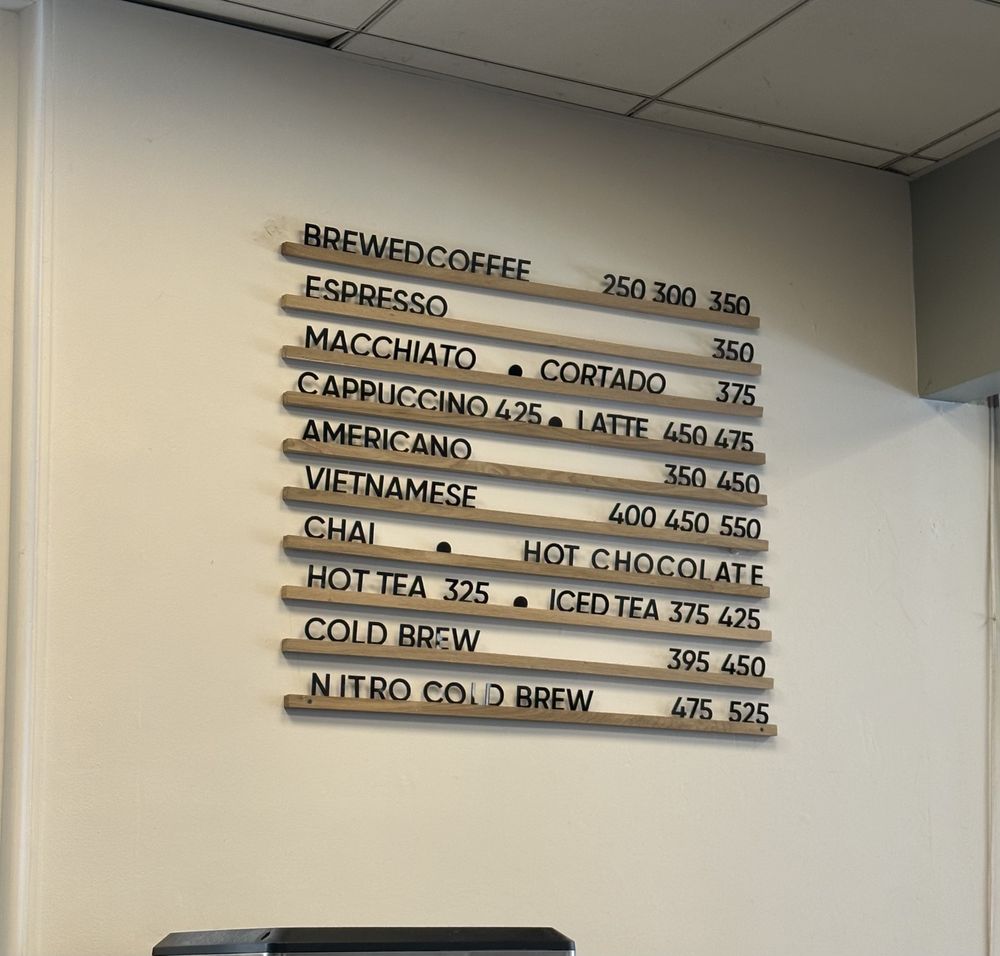 BREWED COFFEE 250 300 350
ESPRESSO 350
MACCHIATO • CORTADO 375
CAPPUCCINO 425 • LATTE 450 475
AMERICANO 350 450
VIETNAMESE 400 450 550
CHAI • HOT CHOCOLATE
HOT TEA 325 • ICED TEA 375 425
COLD BREW 395 450
NITRO COLD BREW 475 525